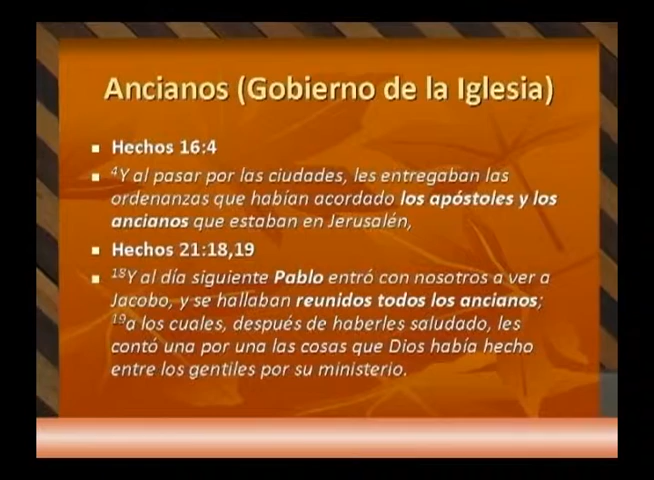 Ancianos (Gobierno de la Iglesia)
Hechos 16:4
4Y al pasar por las ciudades, les entregaban las
ordenanzas que habían acordado los apóstoles y los
ancianos que estaban en Jerusalén,
Hechos 21:18,19
18Y al día siguiente Pablo entró con nosotros a ver a
Jacobo, y se hallaban reunidos todos los ancianos;
19a los cuales, después de haberles saludado, les
contó una por una las cosas que Dios había hecho
entre los gentiles por su ministerio.